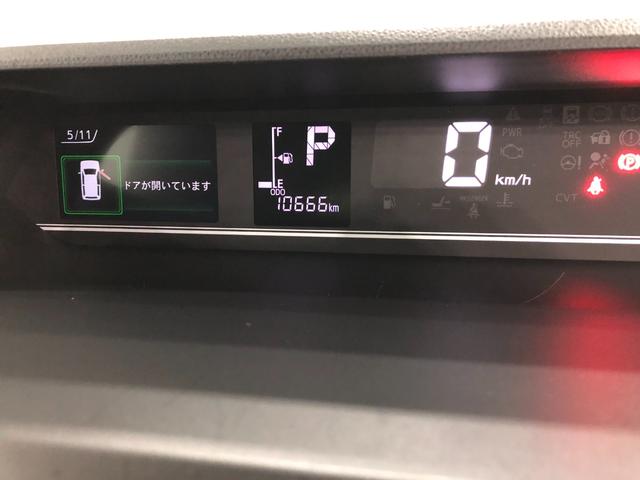 5/11/
F
P
0
PWR
TRC
OFF
ドアが開いています
E
km/h
ODO
10666km
PASSENGER
CVT